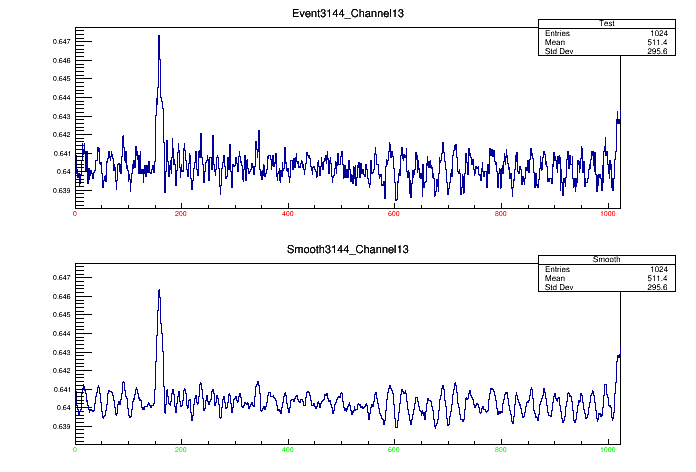 Event3144_Channel13
Test
Entries 1024
Mean 511.4
Std Dev 295.6
0.647
0.646
0.645
0.644
0.643
0.642
0.641
0.64
0.639
0 200 400 600 800 1000
Smooth3144_Channel13
Smooth
Entries 1024
Mean 511.4
Std Dev 295.6
0.647
0.646
0.645
0.644
0.643
0.642
0.641
0.64
0.639
0 200 400 600 800 1000